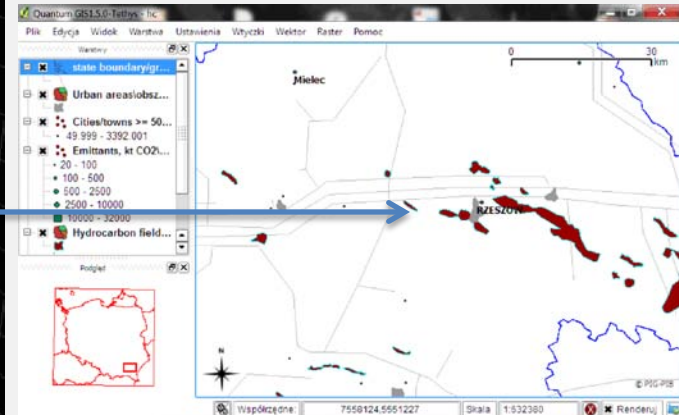 Quantum GIS1.5.0-Tethys - hc
Plik Edycja Widok Warstwa Ustawienia Wtyczki Wektor Raster Pomoc
Warstwy
state boundary/gr...
Urban areas\obsz...
Cities/towns >= 50...
49.999 - 3392.001
Emittants, kt CO2\...
20 - 100
100 - 500
500 - 2500
2500 - 10000
10000 - 32000
Hydrocarbon field...
Podgląd
0 30
km
Mielec
RZESZÓW
N
© PIG-PIB
Współrzędne: 7558124,5551227 Skala 1:532360 Renderuj